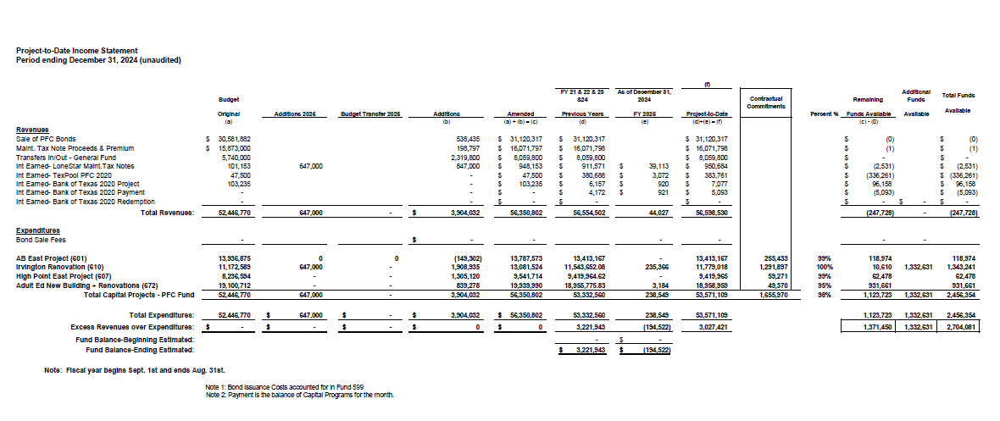 Project-to-Date Income Statement
Period ending December 31, 2024 (unaudited)
(f)
FY 21 & 22 & 23 &24 As of December 31, 2024 Contractual Commitments Additional Funds Total Funds
Budget Remaining
Original Additions 2025 Budget Transfer 2025 Additions Amended Previous Years FY 2025 Project-to-Date Percent % Funds Available Available Available
(a) (b) (a) + (b) = (c) (d) (e) (d)+(e) = (f) (c) - (D)
Revenues
Sale of PFC Bonds $ 30,581,882 538,435 $ 31,120,317 $ 31,120,317 $ 31,120,317 $ (0) $ (0)
Maint. Tax Note Proceeds & Premium $ 15,873,000 198,797 $ 16,071,797 $ 16,071,798 $ 16,071,798 $ (1) $ (1)
Transfers In/Out - General Fund 5,740,000 2,319,800 $ 8,059,800 $ 8,059,800 $ 8,059,800 $ - $ -
Int Earned- LoneStar Maint.Tax Notes 101,153 647,000 847,000 $ 948,153 $ 911,571 $ 39,113 $ 950,684 $ (2,531) $ (2,531)
Int Earned- TexPool PFC 2020 47,500 - $ 47,500 $ 380,688 $ 3,072 $ 383,761 $ (336,261) $ (336,261)
Int Earned- Bank of Texas 2020 Project 103,235 - $ 103,235 $ 6,157 $ 920 $ 7,077 $ 96,158 $ 96,158
Int Earned- Bank of Texas 2020 Payment - - $ - $ 4,172 $ 921 $ 5,093 $ (5,093) $ (5,093)
Int Earned- Bank of Texas 2020 Redemption - - $ - $ - $ - $ - $ - $ -
Total Revenues: 52,446,770 647,000 - $ 3,904,032 56,350,802 56,554,502 44,027 56,598,530 (247,728) - (247,728)
Expenditures
Bond Sale Fees - $ - - - - - - -
AB East Project (601) 13,936,875 0 0 (149,302) 13,787,573 13,413,167 - 13,413,167 255,433 99% 118,974 118,974
Irvington Renovation (610) 11,172,589 647,000 - 1,908,935 13,081,524 11,543,652.08 235,366 11,779,018 1,291,897 100% 10,610 1,332,631 1,343,241
High Point East Project (607) 8,236,594 - - 1,305,120 9,541,714 9,419,964.62 - 9,419,965 59,271 99% 62,478 62,478
Adult Ed New Building + Renovations (672) 19,100,712 - - 839,278 19,939,990 18,955,775.83 3,184 18,958,959 49,370 95% 931,661 931,661
Total Capital Projects - PFC Fund 52,446,770 647,000 - 3,904,032 56,350,802 53,332,560 238,549 53,571,109 1,655,970 98% 1,123,723 1,332,631 2,456,354
Total Expenditures: 52,446,770 $ 647,000 $ - $ 3,904,032 $ 56,350,802 53,332,560 238,549 53,571,109 1,123,723 1,332,631 2,456,354
Excess Revenues over Expenditures: $ - $ - $ - $ 0 $ 0 3,221,943 (194,522) 3,027,421 1,371,450 1,332,631 2,704,081
Fund Balance-Beginning Estimated: - $ -
Fund Balance-Ending Estimated: $ 3,221,943 $ (194,522)
Note: Fiscal year begins Sept. 1st and ends Aug. 31st.
Note 1: Bond Issuance Costs accounted for in Fund 599
Note 2: Payment is the balance of Capital Programs for the month.